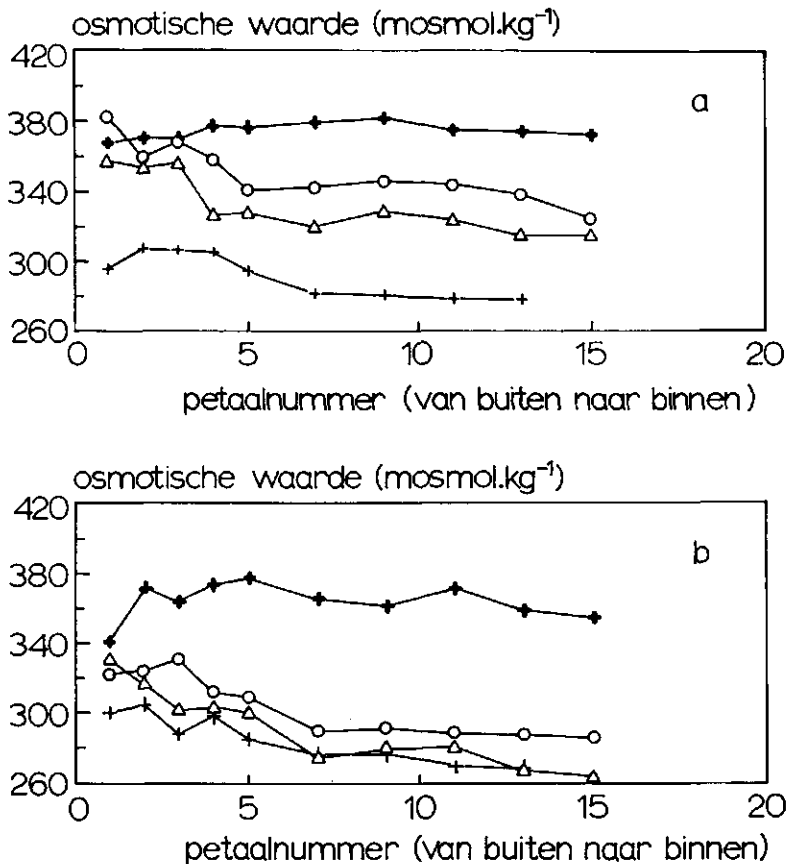 osmotische waarde (mosmol.kg⁻¹)
420
a
380
340
300
260
0 5 10 15 20
petaalnummer (van buiten naar binnen)
osmotische waarde (mosmol.kg⁻¹)
420
b
380
340
300
260
0 5 10 15 20
petaalnummer (van buiten naar binnen)